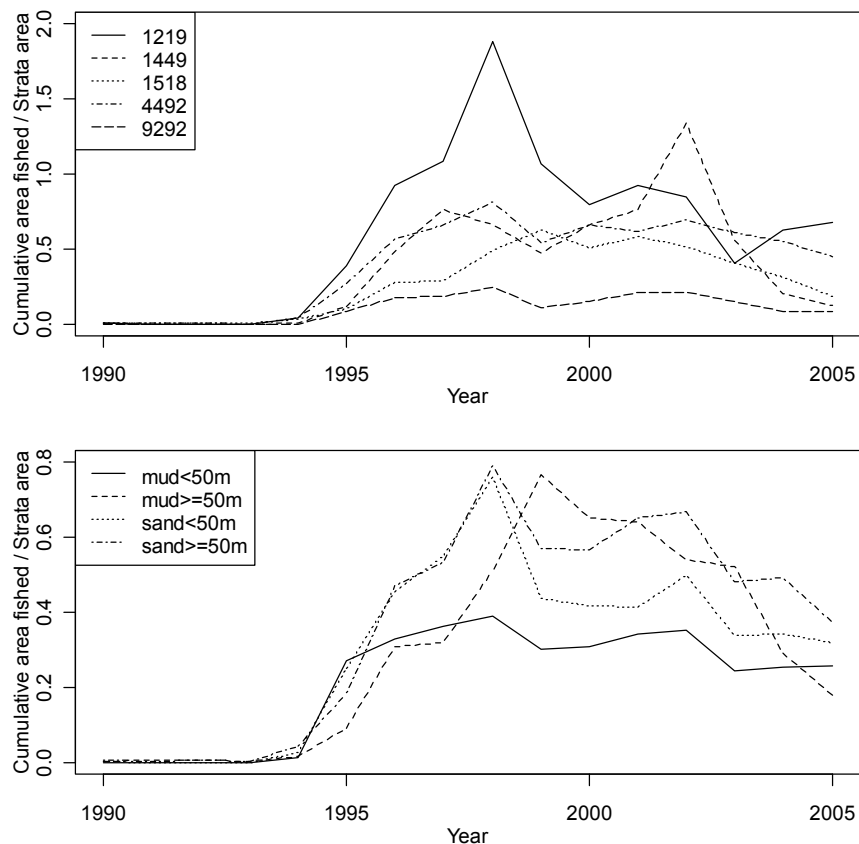 Cumulative area fished / Strata area
2.0
1.5
1.0
0.5
0.0
1219
1449
1518
4492
9292
1990
1995
2000
2005
Year
Cumulative area fished / Strata area
0.8
0.6
0.4
0.2
0.0
mud<50m
mud>=50m
sand<50m
sand>=50m
1990
1995
2000
2005
Year